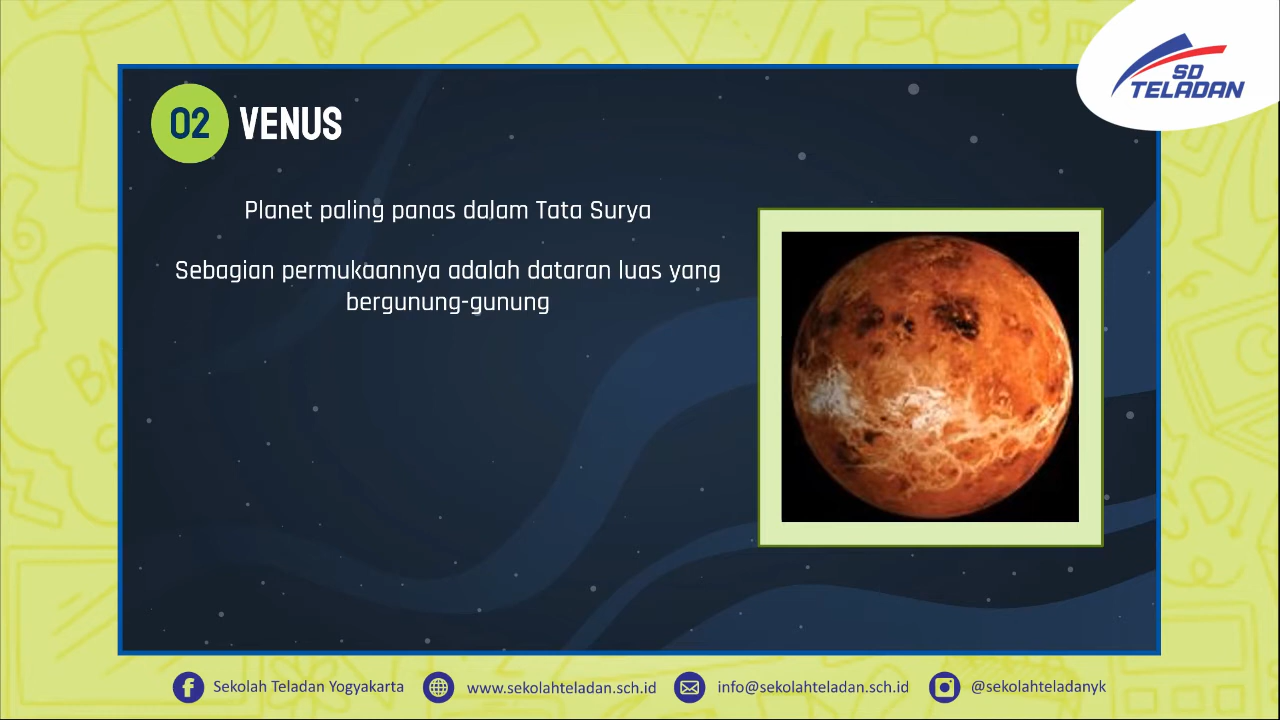 SD
TELADAN
02 VENUS
Planet paling panas dalam Tata Surya
Sebagian permukaannya adalah dataran luas yang
bergunung-gunung
Sekolah Teladan Yogyakarta www.sekolahteladan.sch.id info@sekolahteladan.sch.id @sekolahteladanyk